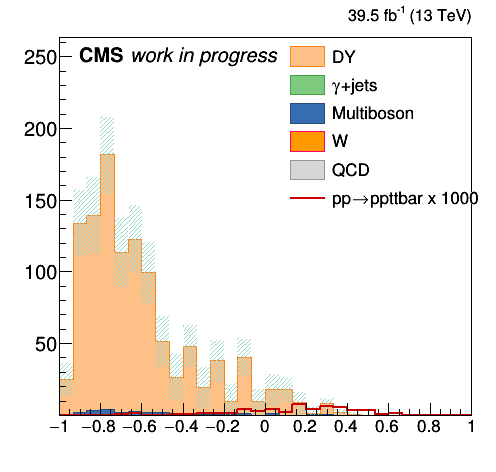 39.5 fb⁻¹ (13 TeV)
CMS work in progress
DY
γ+jets
Multiboson
W
QCD
pp→ppttbar x 1000
250
200
150
100
50
−1 −0.8 −0.6 −0.4 −0.2 0 0.2 0.4 0.6 0.8 1